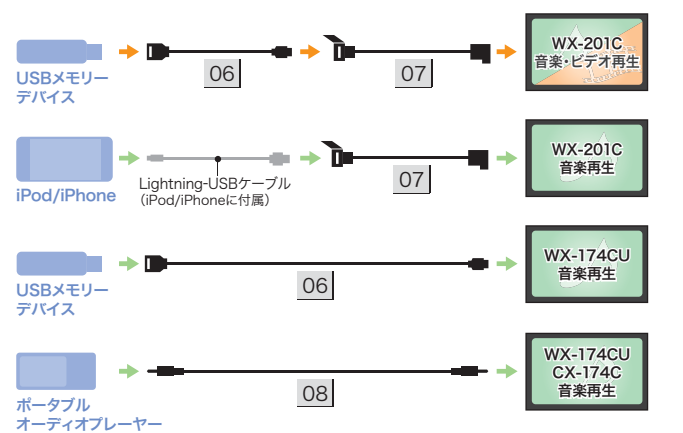 USBメモリー
デバイス
06
07
WX-201C
音楽・ビデオ再生
iPod/iPhone
Lightning-USBケーブル
（iPod/iPhoneに付属）
07
WX-201C
音楽再生
USBメモリー
デバイス
06
WX-174CU
音楽再生
ポータブル
オーディオプレーヤー
08
WX-174CU
CX-174C
音楽再生